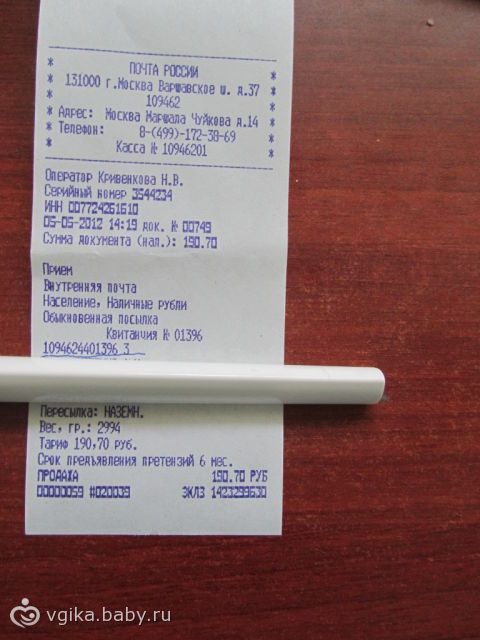 * ПОЧТА РОССИИ *
* 131000 г.Москва Варшавское ш. д.37 *
* 109462 *
* Адрес: Москва Маршала Чуйкова д.14 *
* Телефон: 8-(499)-172-38-69 *
* Касса № 10946201 *
Оператор Кривенкова Н.В.
Серийный номер 3544234
ИНН 007724261610
05-05-2012 14:19 док. № 00749
Сумма документа (нал.): 190.70
Прием
Внутренняя почта
Население, Наличные рубли
Обыкновенная посылка
Квитанция № 01396
1094624401396 3
Пересылка: НАЗЕМН.
Вес, гр.: 2994
Тариф 190,70 руб.
Срок предъявления претензий 6 мес.
ПРОДАЖА 190.70 РУБ
00000059 #020039 ЭКЛЗ 1423299630
vgika.baby.ru